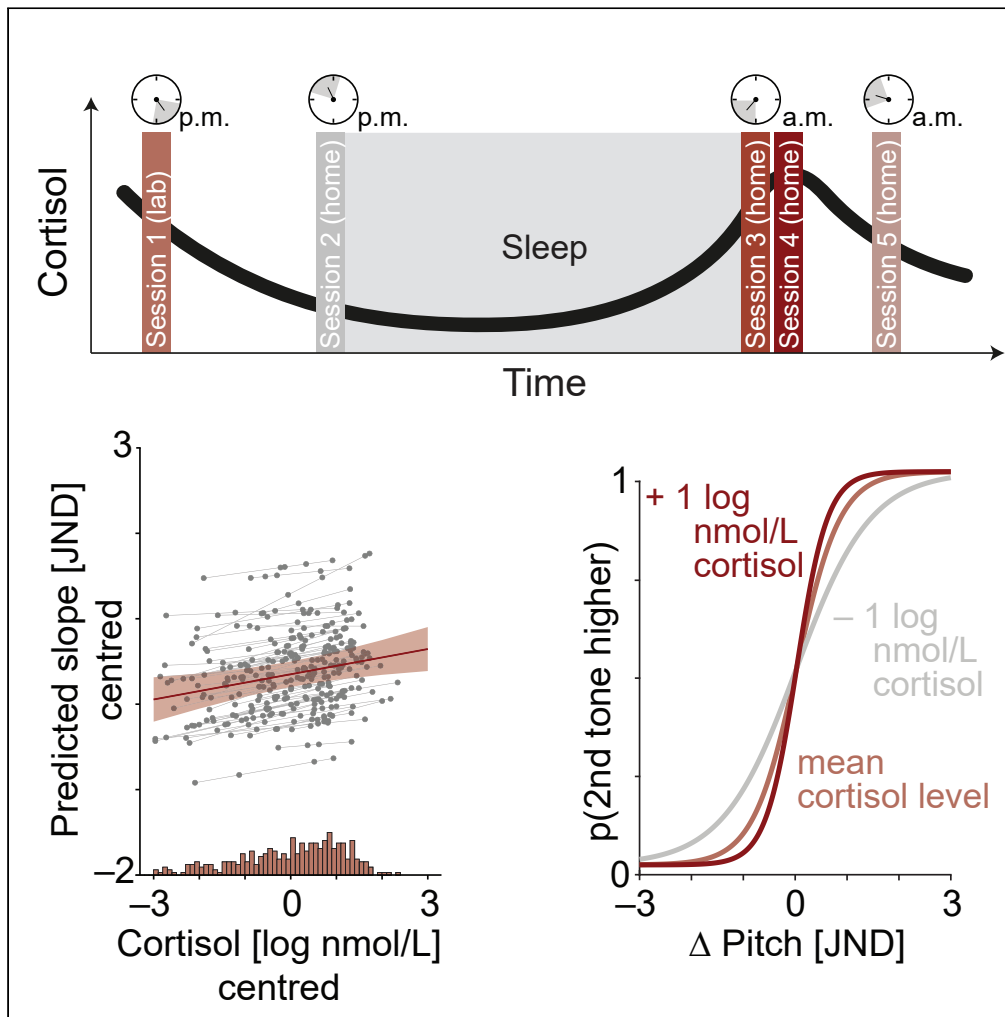 p.m.
p.m.
a.m.
a.m.
Cortisol
Session 1 (lab)
Session 2 (home)
Sleep
Session 3 (home)
Session 4 (home)
Session 5 (home)
Time
3
Predicted slope [JND]
centred
–2
–3
0
3
Cortisol [log nmol/L]
centred
1
+ 1 log
nmol/L
cortisol
– 1 log
nmol/L
cortisol
mean
cortisol level
p(2nd tone higher)
0
–3
0
3
Δ Pitch [JND]